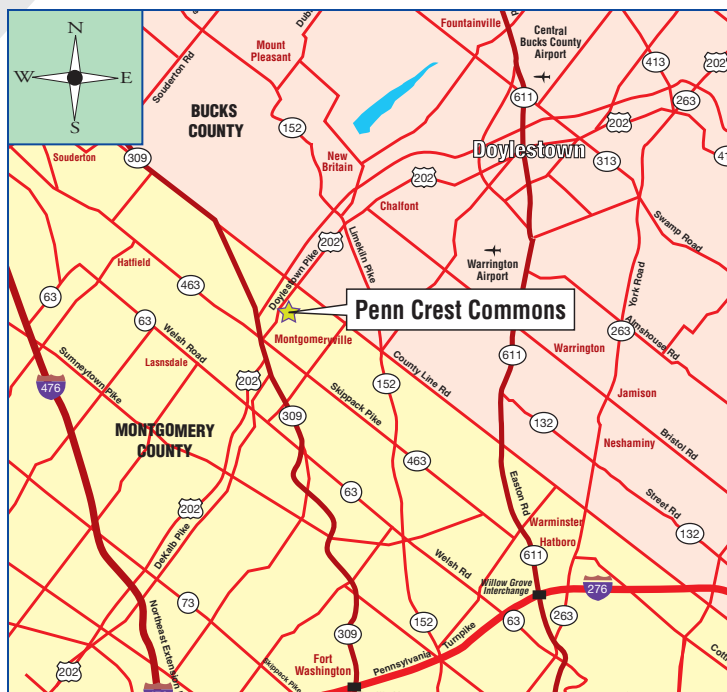 N
W
E
S
Souderton Rd
Mount
Pleasant
Fountainville
Central
Bucks County
Airport
413
202
611
263
BUCKS
COUNTY
152
202
309
Souderton
New
Britain
Doylestown
313
202
Chalfont
Swamp Road
Limekiln Pike
202
Warrington
Airport
York Road
Hatfield
463
Doylestown Pike
63
63
Welsh Road
Penn Crest Commons
Montgomeryville
263
Almshouse Rd
Sumneytown Pike
Lasnsdale
County Line Rd
611
Warrington
476
202
Skippack Pike
152
Jamison
309
132
MONTGOMERY
COUNTY
Neshaminy
Bristol Rd
463
63
Easton Rd
Street Rd
202
Warminster
132
DeKalb Pike
Hatboro
611
Welsh Rd
Willow Grove
Interchange
276
73
Northeast Extension
152
63
263
309
Turnpike
Pennsylvania
Fort
Washington
Skippack Pike
202